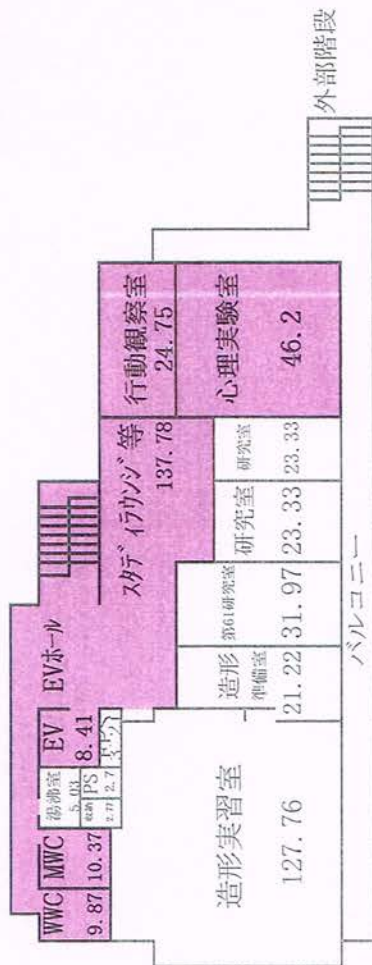 外部階段
行動観察室
24.75
心理実験室
46.2
スタディラウンジ 等
137.78
研究室
23.33
研究室
23.33
第61研究室
31.97
造形
準備室
21.22
バルコニー
EVホール
EV
8.41
湯沸室
5.03
収納
2.77
PS
2.7
MWC
10.37
WWC
9.87
造形実習室
127.76